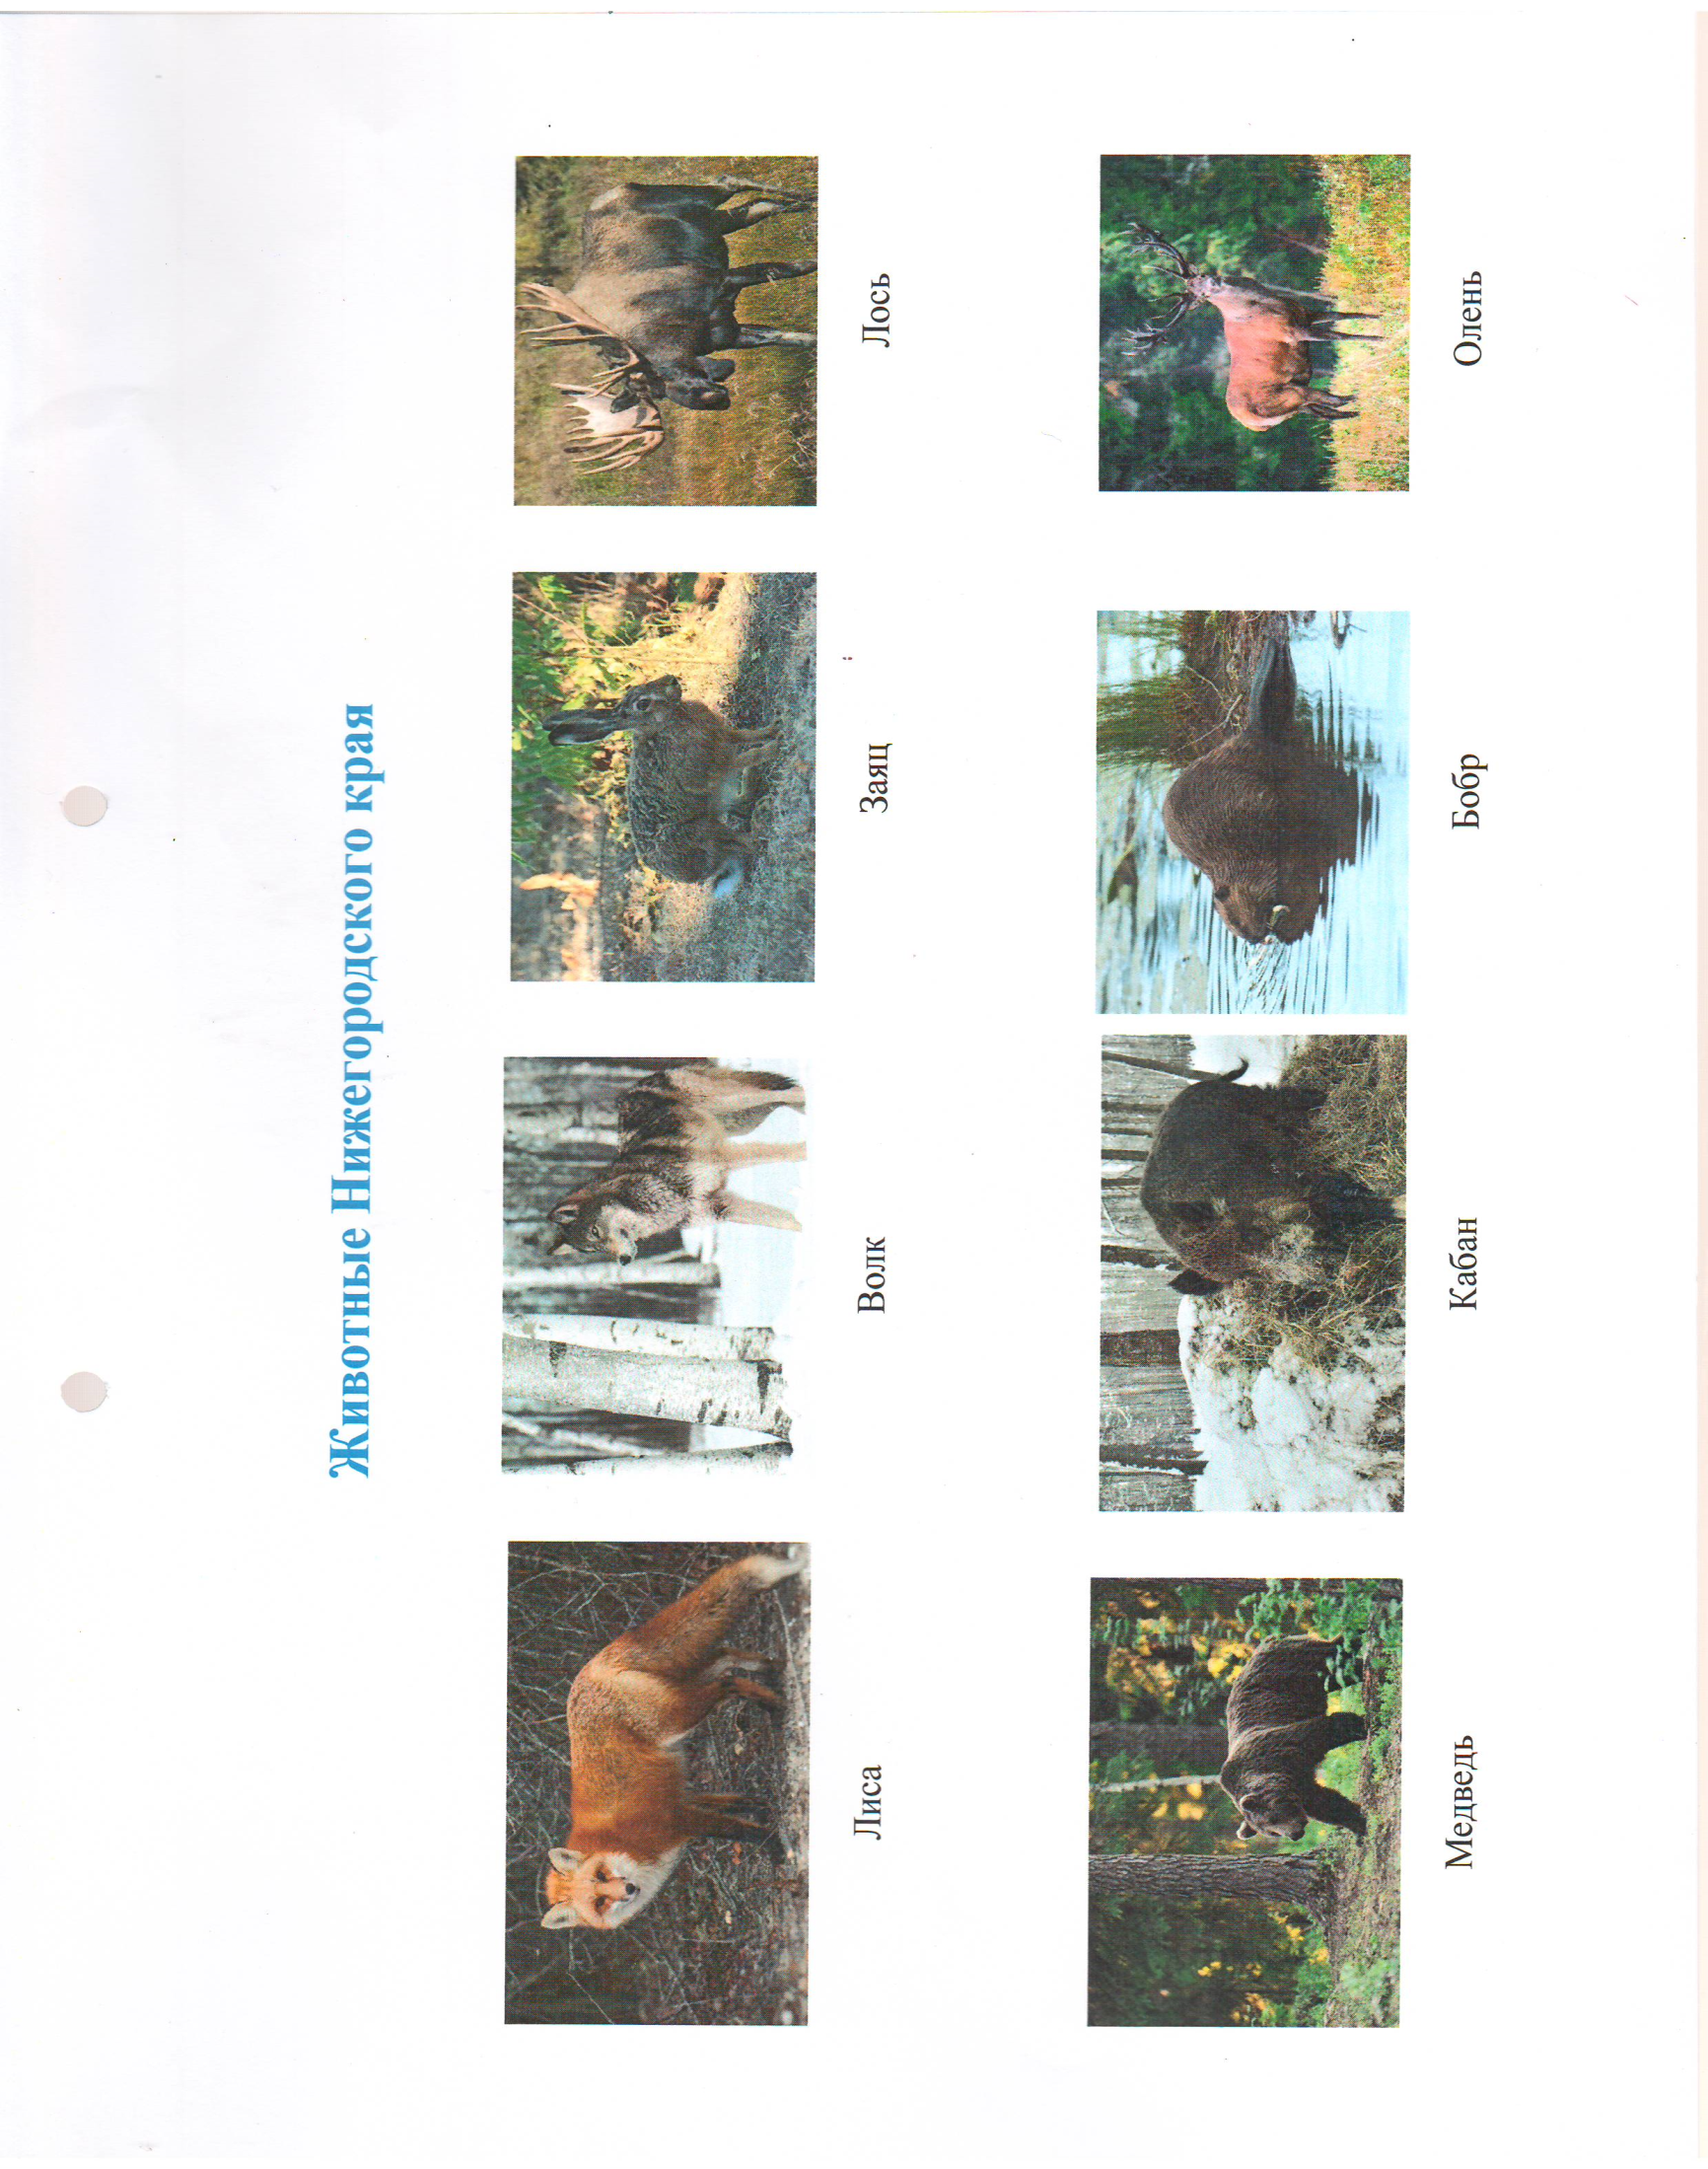 Животные Нижегородского края
Лиса
Волк
Заяц
Лось
Медведь
Кабан
Бобр
Олень